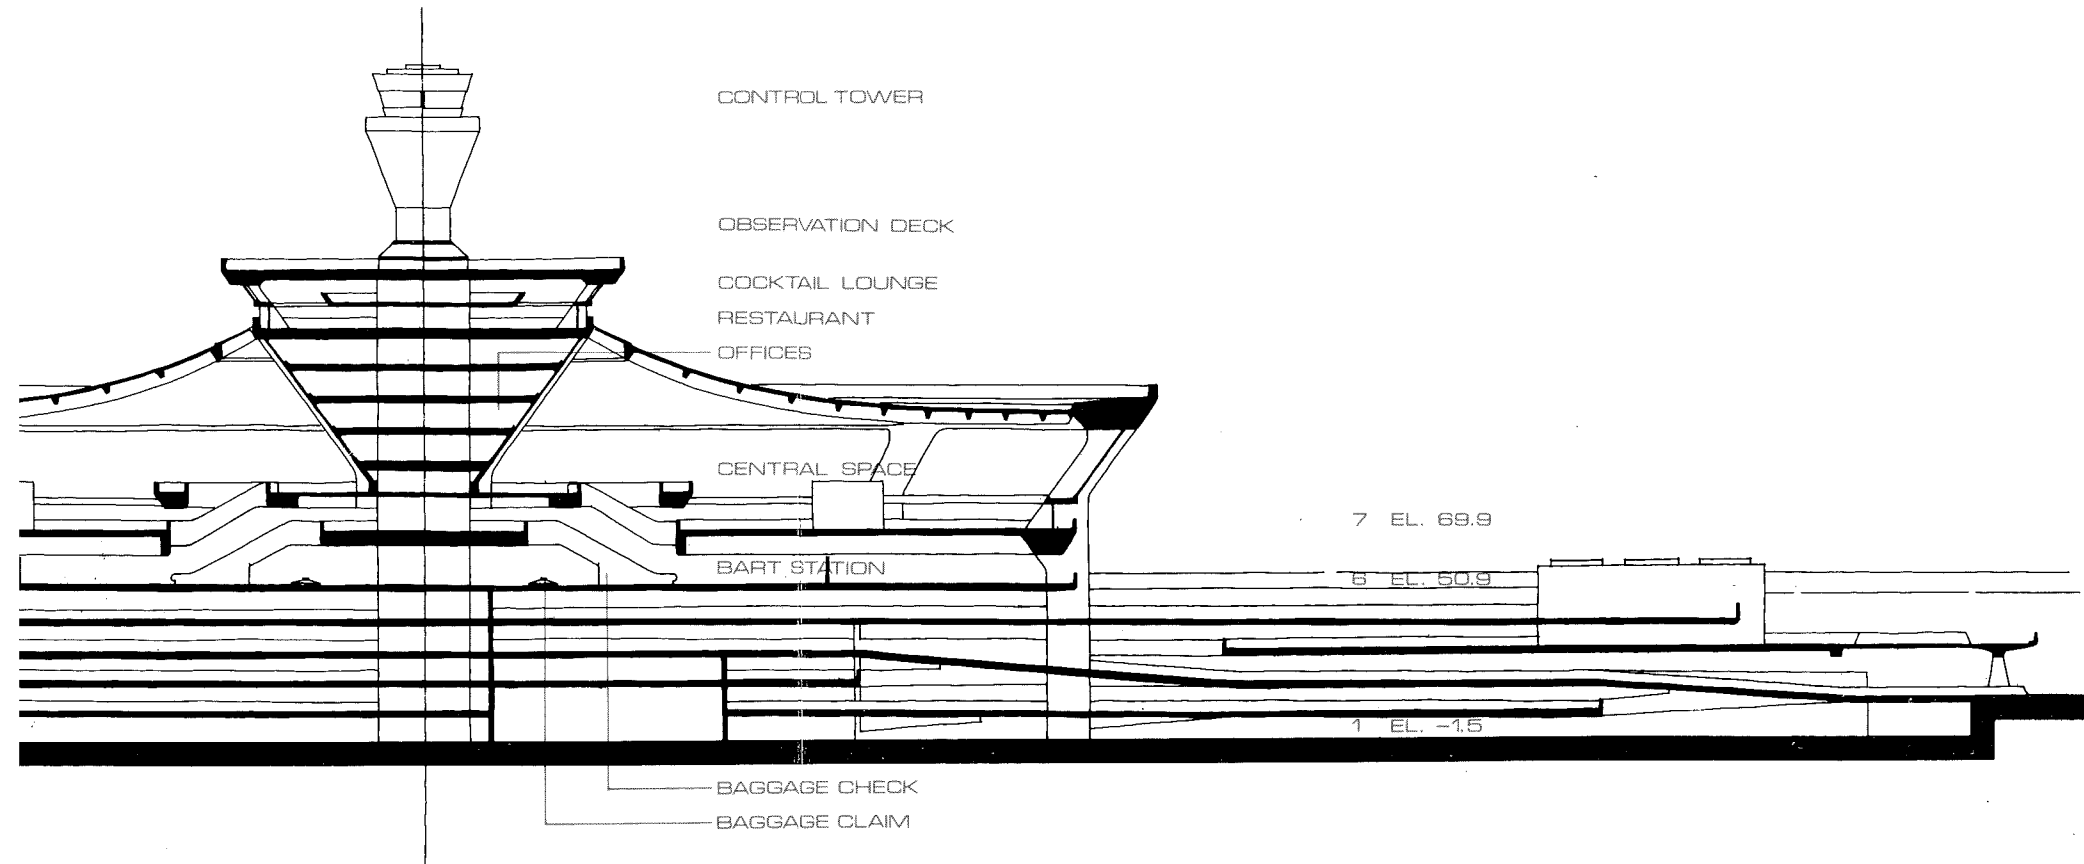 CONTROL TOWER
OBSERVATION DECK
COCKTAIL LOUNGE
RESTAURANT
OFFICES
CENTRAL SPACE
7 EL. 69.9
BART STATION
6 EL. 50.9
1 EL. -1.5
BAGGAGE CHECK
BAGGAGE CLAIM